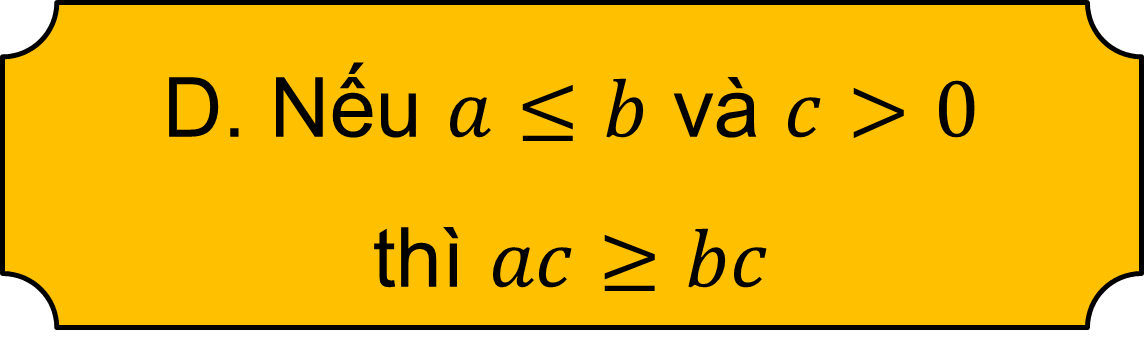 D. Nếu a ≤ b và c > 0
thì ac ≥ bc